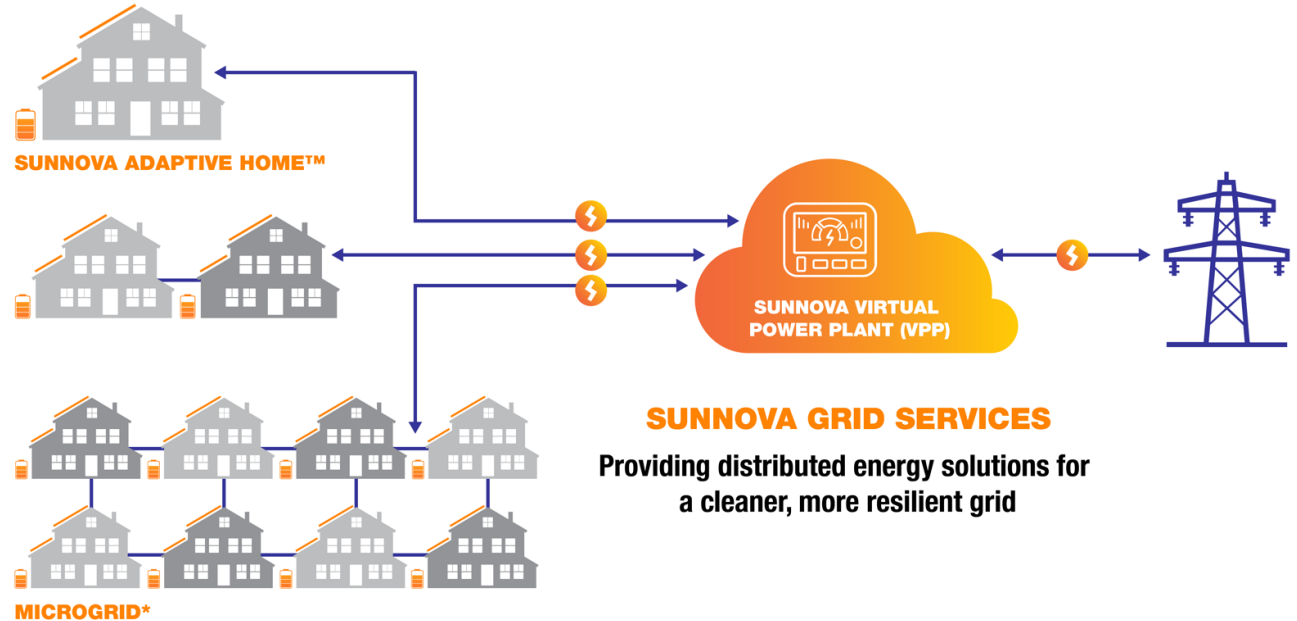 SUNNOVA ADAPTIVE HOME™
SUNNOVA VIRTUAL
POWER PLANT (VPP)
SUNNOVA GRID SERVICES
Providing distributed energy solutions for
a cleaner, more resilient grid
MICROGRID*